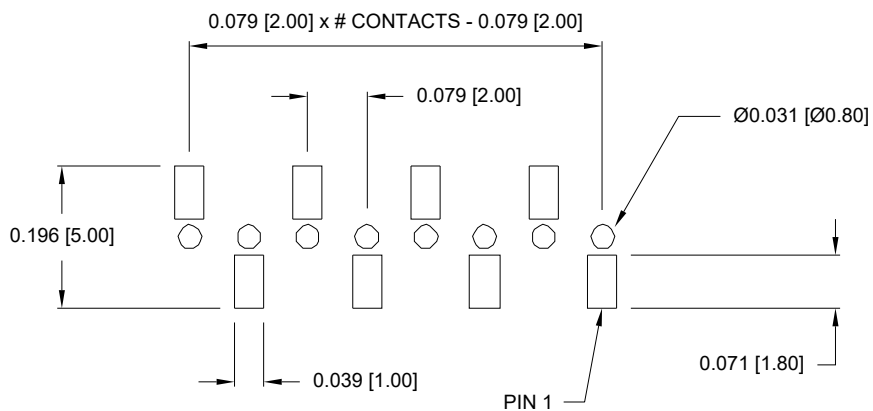 0.079 [2.00] x # CONTACTS - 0.079 [2.00]
0.079 [2.00]
Ø0.031 [Ø0.80]
0.196 [5.00]
0.071 [1.80]
0.039 [1.00]
PIN 1